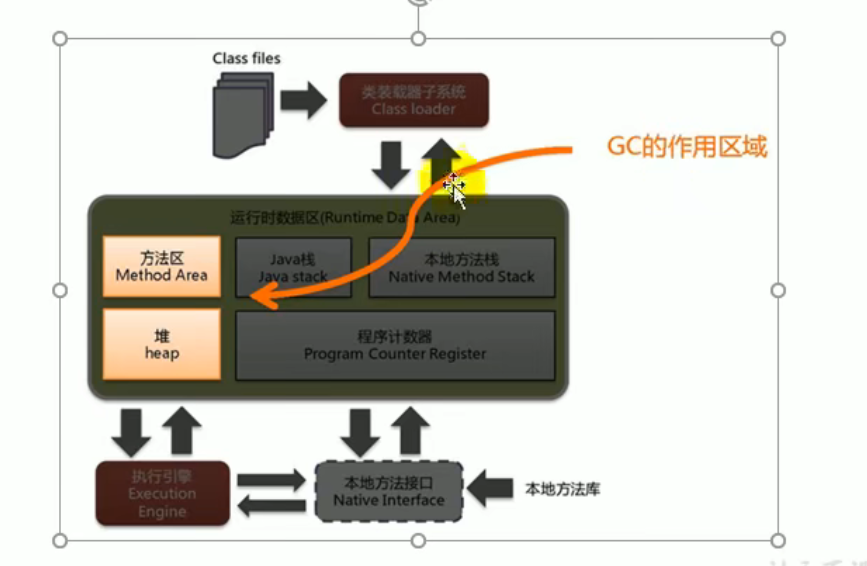 Class files
类装载器子系统
Class loader
GC的作用区域
运行时数据区(Runtime Data Area)
方法区
Method Area
Java栈
Java stack
本地方法栈
Native Method Stack
堆
heap
程序计数器
Program Counter Register
执行引擎
Execution
Engine
本地方法接口
Native Interface
本地方法库